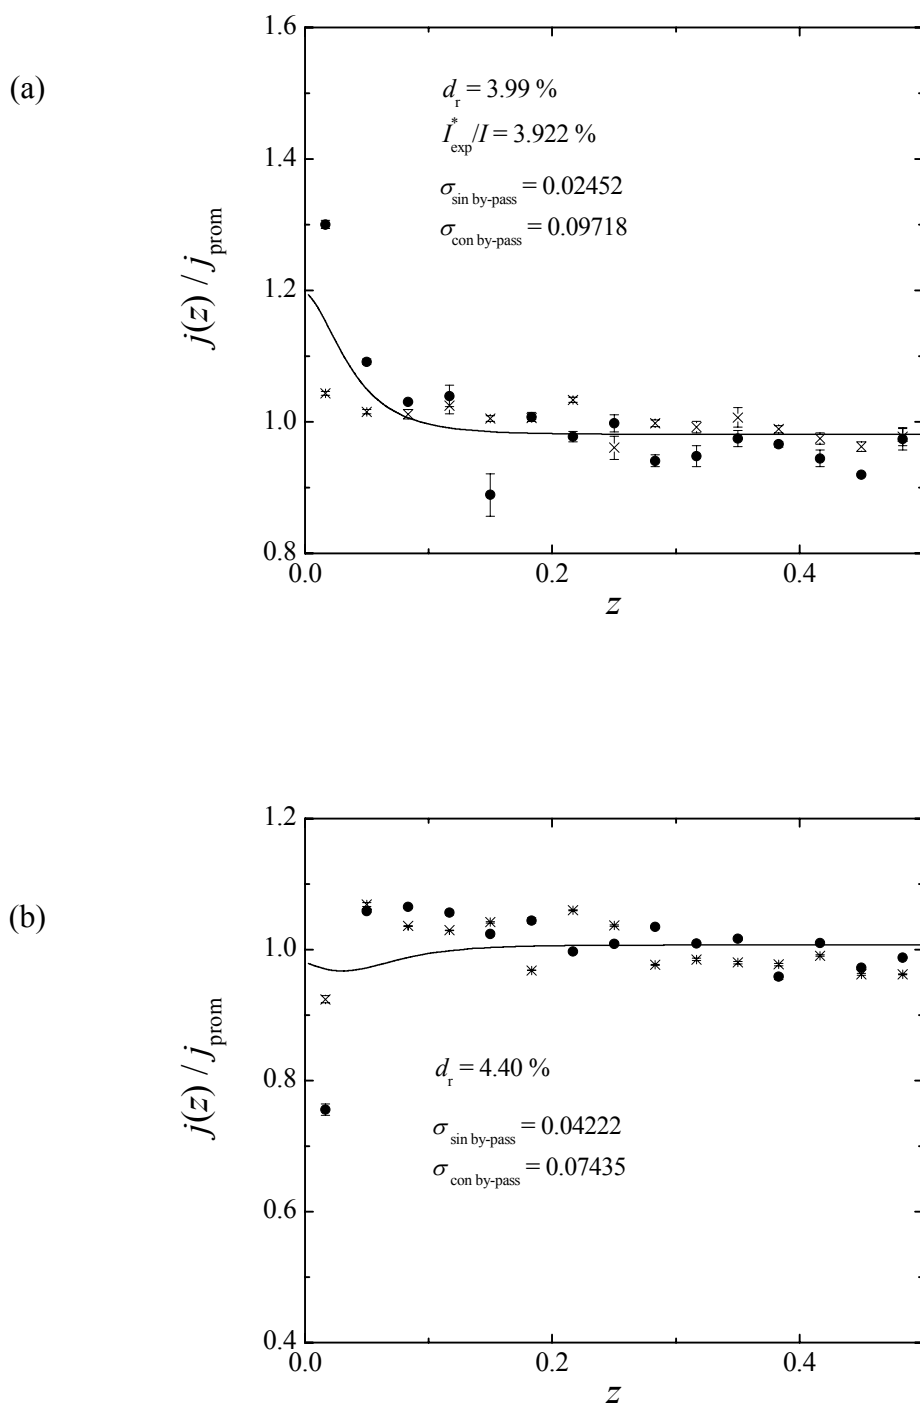 (a)
1.6
1.4
1.2
1.0
0.8
j(z) / j_prom
d_r = 3.99 %
I*_exp/I = 3.922 %
σ_sin by-pass = 0.02452
σ_con by-pass = 0.09718
0.0 0.2 0.4
z
(b)
1.2
1.0
0.8
0.6
0.4
j(z) / j_prom
d_r = 4.40 %
σ_sin by-pass = 0.04222
σ_con by-pass = 0.07435
0.0 0.2 0.4
z